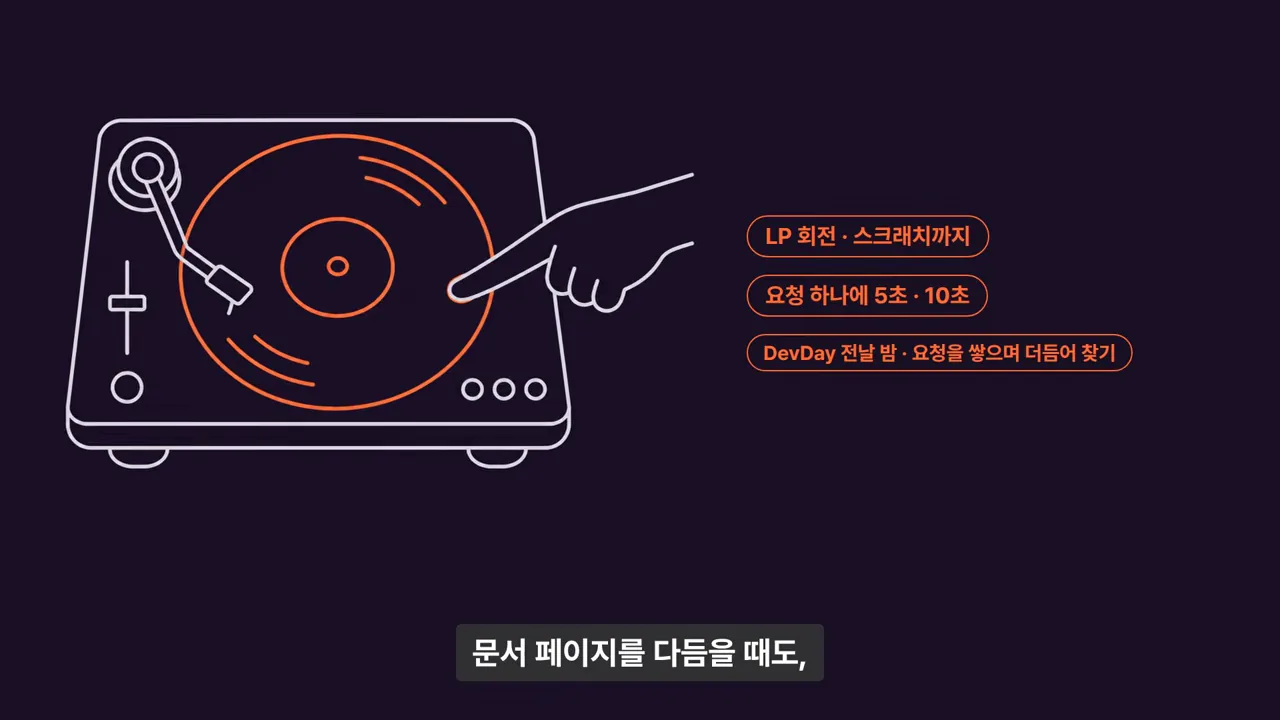 LP 회전 · 스크래치까지
요청 하나에 5초 · 10초
DevDay 전날 밤 · 요청을 쌓으며 더듬어 찾기
문서 페이지를 다듬을 때도,